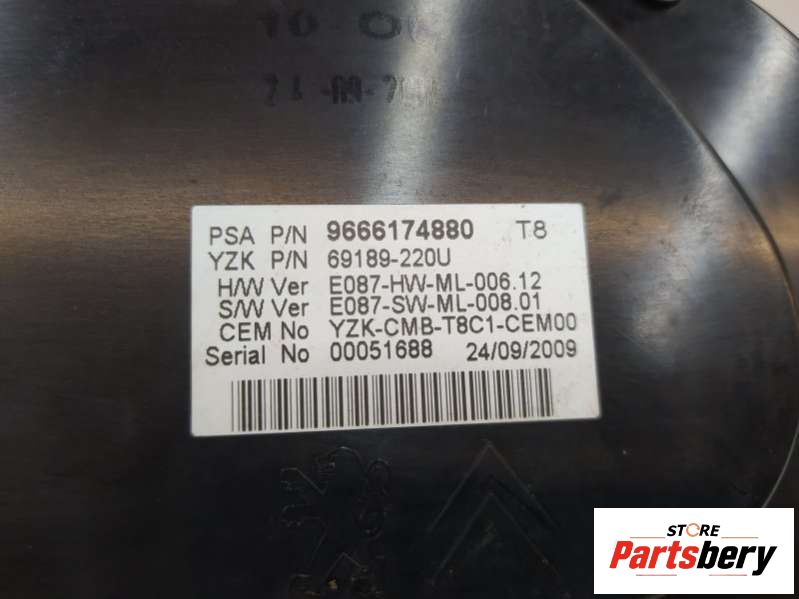 PSA P/N 9666174880 T8
YZK P/N 69189-220U
H/W Ver E087-HW-ML-006.12
S/W Ver E087-SW-ML-008.01
CEM No YZK-CMB-T8C1-CEM00
Serial No 00051688 24/09/2009
STORE
Partsbery